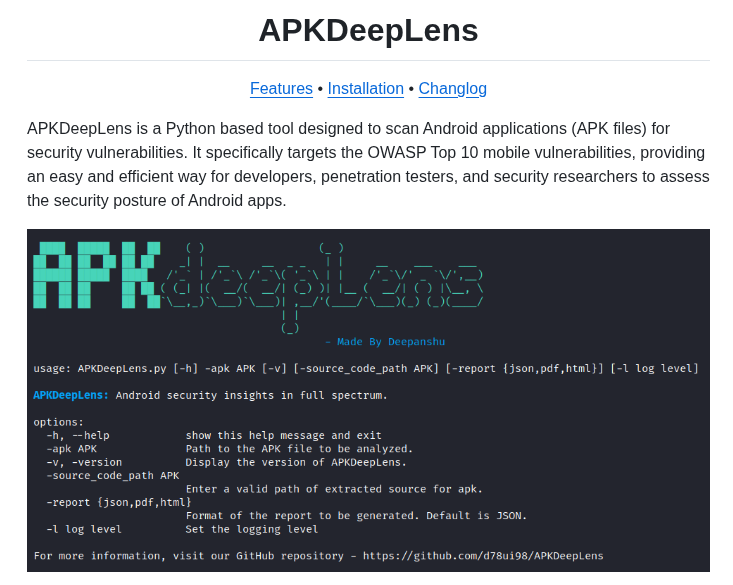 APKDeepLens
Features • Installation • Changlog
APKDeepLens is a Python based tool designed to scan Android applications (APK files) for
security vulnerabilities. It specifically targets the OWASP Top 10 mobile vulnerabilities, providing
an easy and efficient way for developers, penetration testers, and security researchers to assess
the security posture of Android apps.
APK deepLens
– Made By Deepanshu
usage: APKDeepLens.py [-h] -apk APK [-v] [-source_code_path APK] [-report {json,pdf,html}] [-l log level]
APKDeepLens: Android security insights in full spectrum.
options:
-h, --help show this help message and exit
-apk APK Path to the APK file to be analyzed.
-v, -version Display the version of APKDeepLens.
-source_code_path APK
Enter a valid path of extracted source for apk.
-report {json,pdf,html}
Format of the report to be generated. Default is JSON.
-l log level Set the logging level
For more information, visit our GitHub repository - https://github.com/d78ui98/APKDeepLens